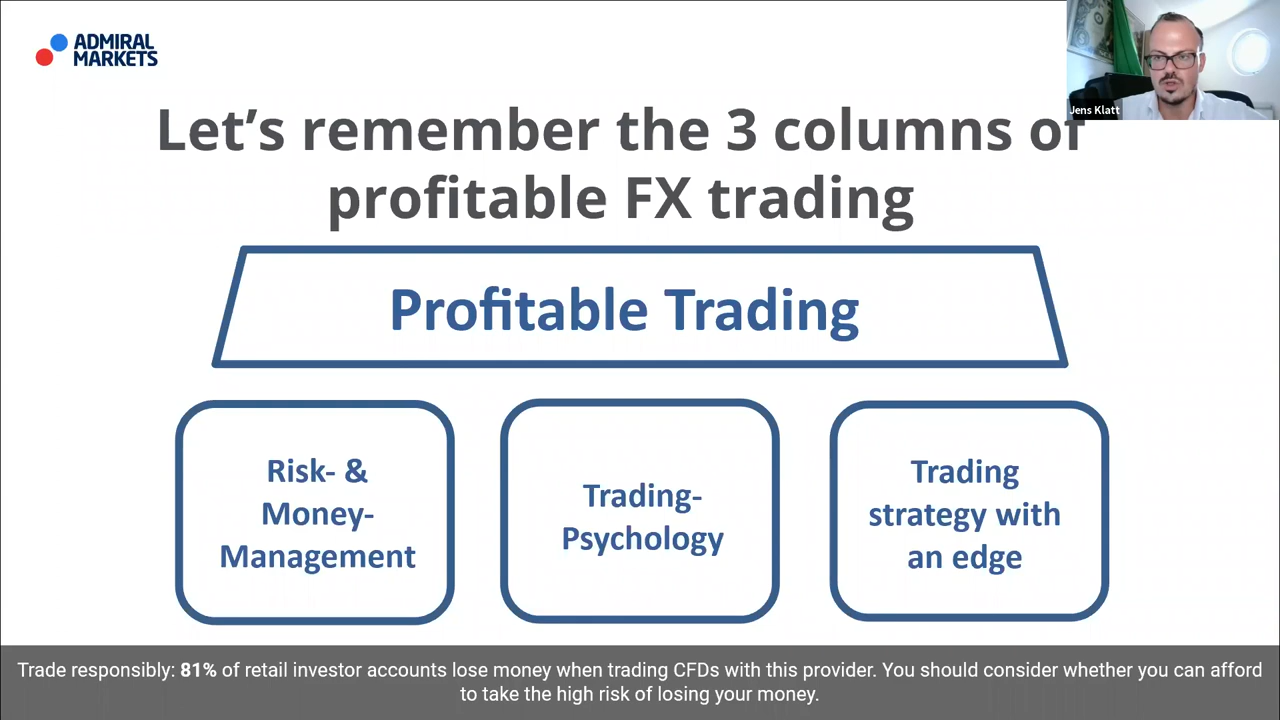 ADMIRAL
MARKETS
Jens Klatt
Let's remember the 3 columns of
profitable FX trading
Profitable Trading
Risk- &
Money-
Management
Trading-
Psychology
Trading
strategy with
an edge
Trade responsibly: 81% of retail investor accounts lose money when trading CFDs with this provider. You should consider whether you can afford
to take the high risk of losing your money.